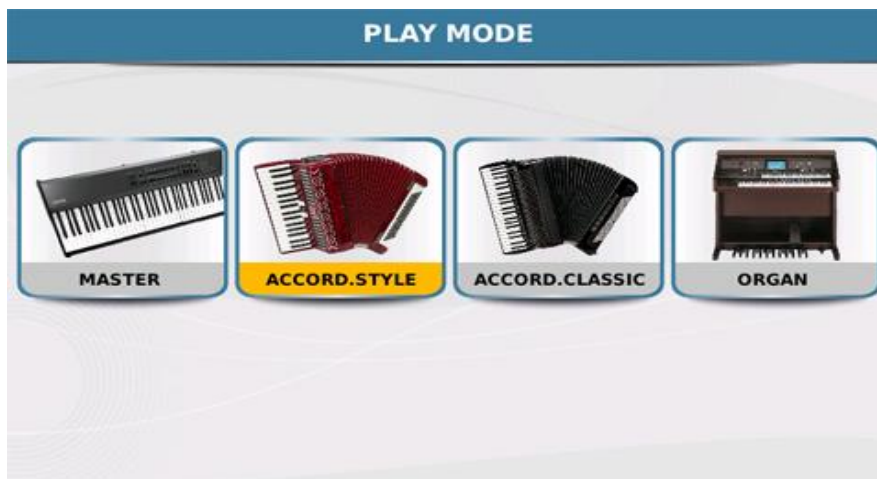 PLAY MODE
MASTER
ACCORD.STYLE
ACCORD.CLASSIC
ORGAN